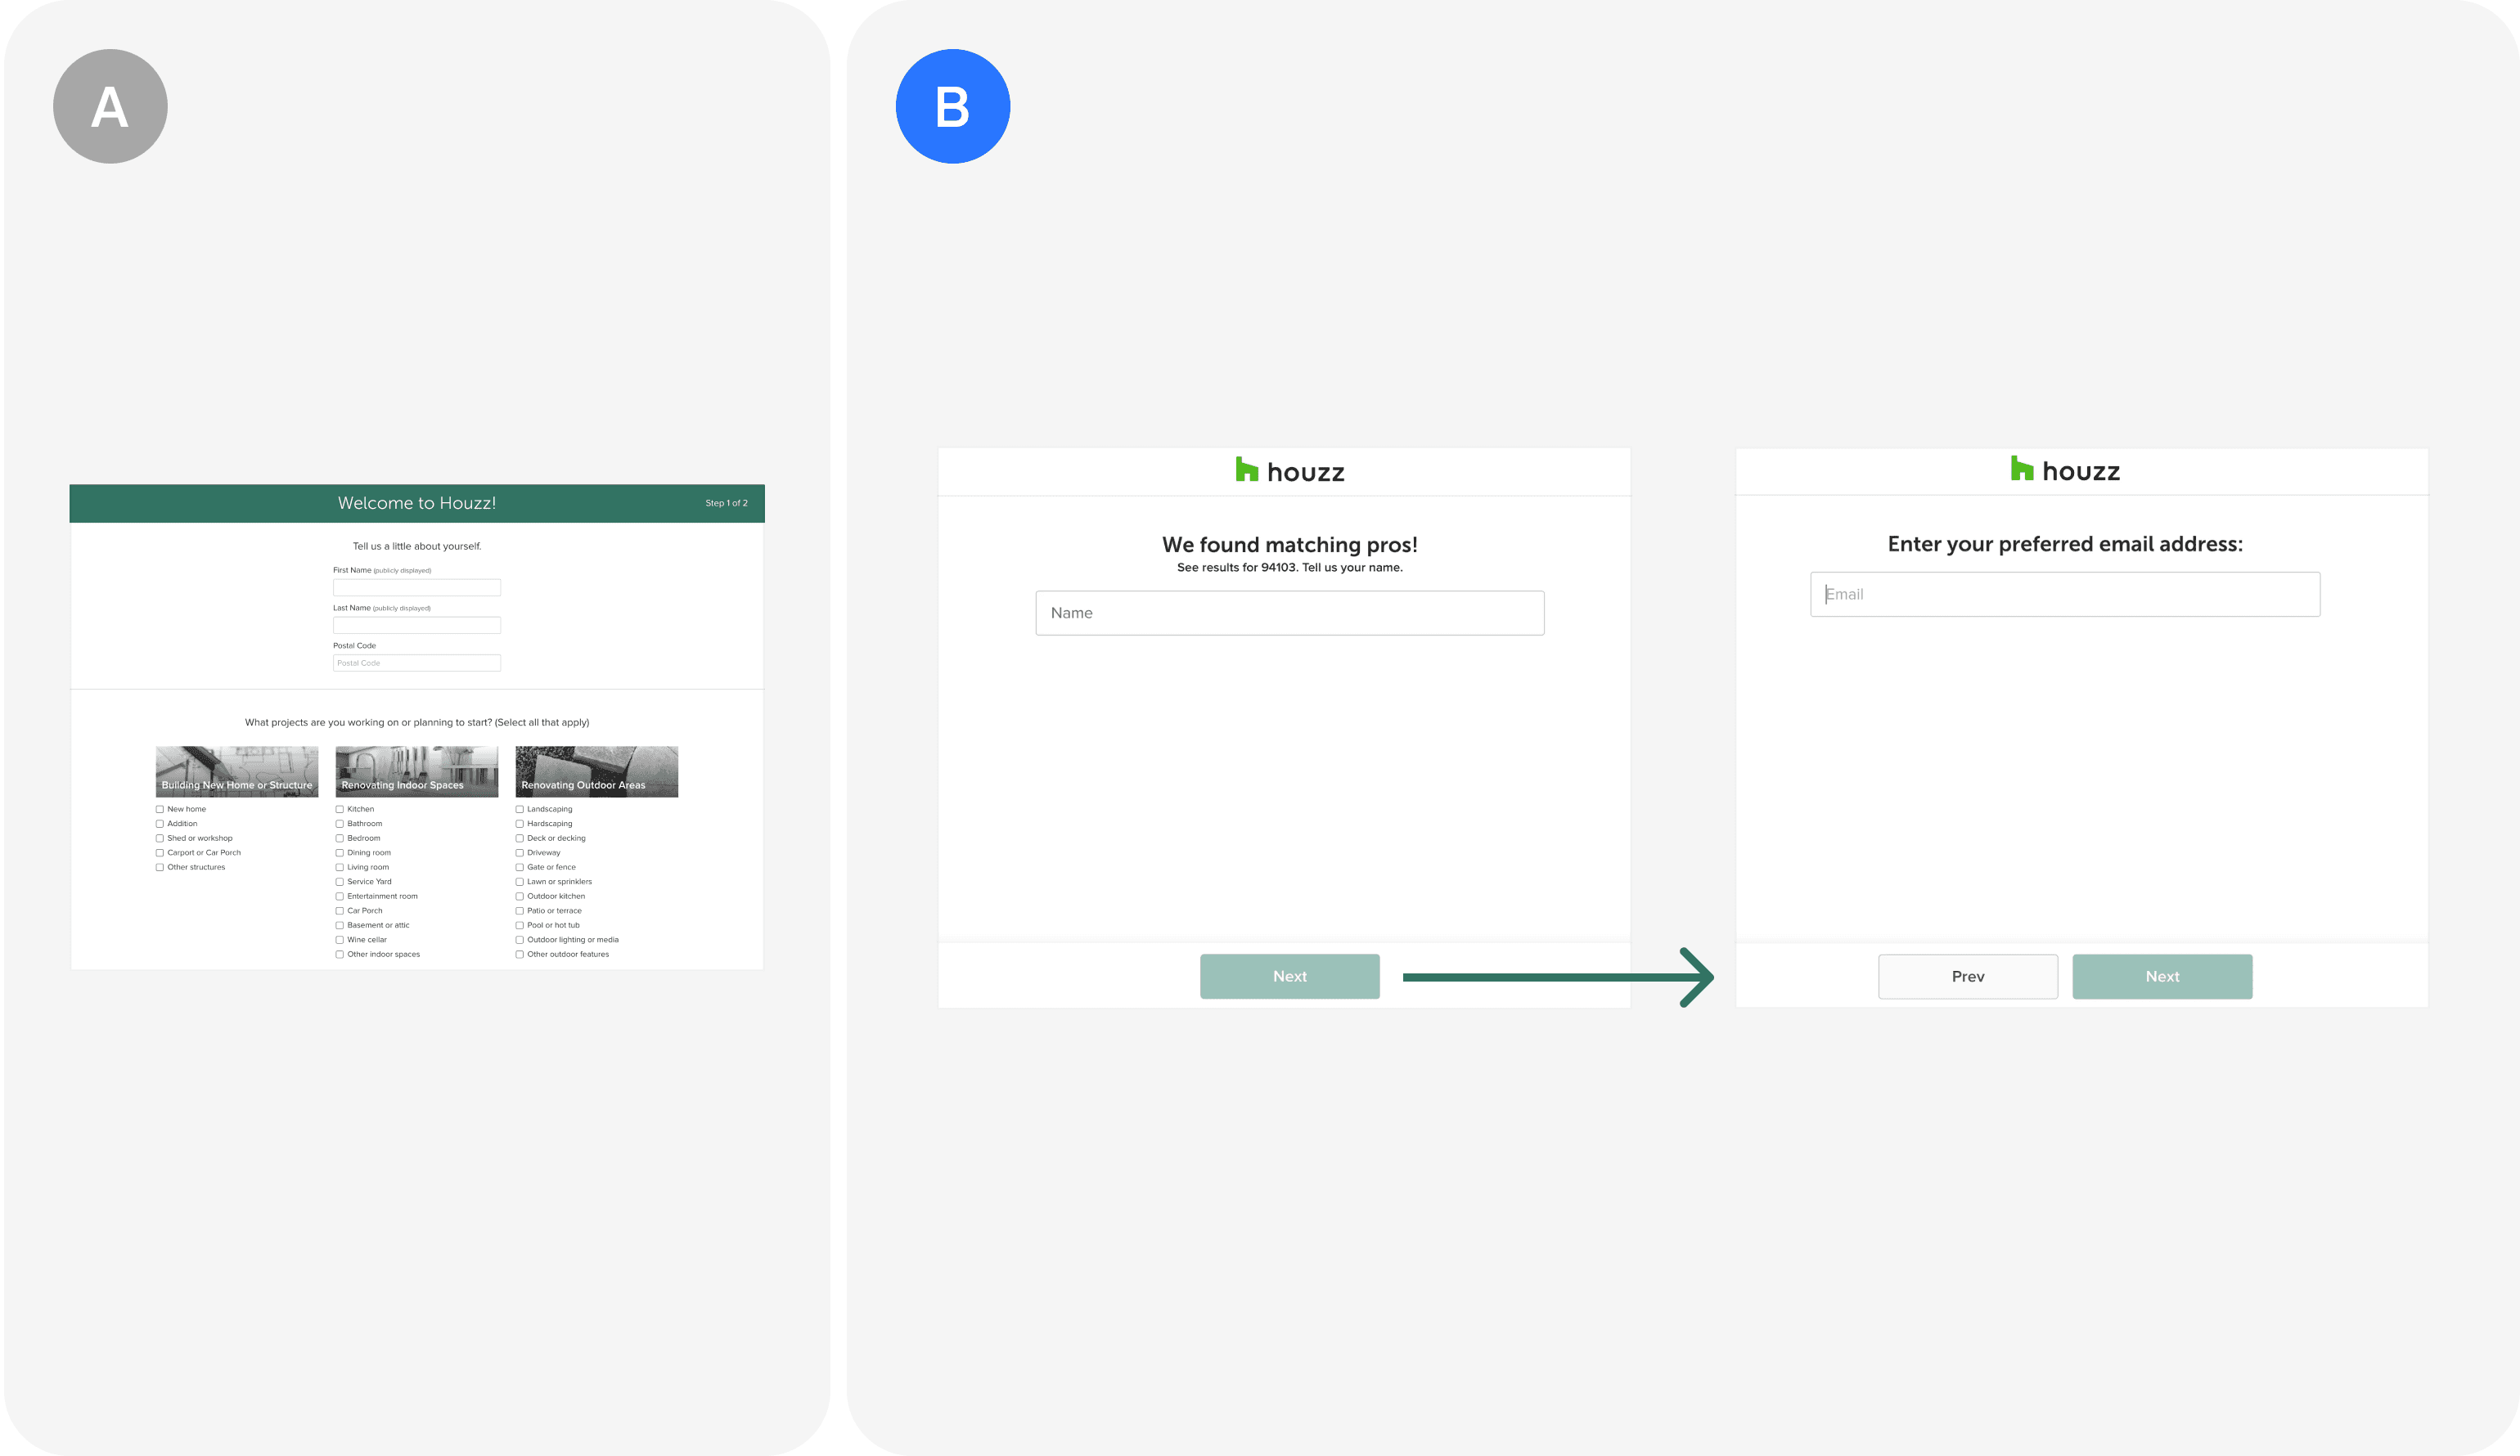 A
Welcome to Houzz!
Step 1 of 2
Tell us a little about yourself.
First Name (publicly displayed)
Last Name (publicly displayed)
Postal Code
Postal Code
What projects are you working on or planning to start? (Select all that apply)
Building New Home or Structure
New home
Addition
Shed or workshop
Carport or Car Porch
Other structures
Renovating Indoor Spaces
Kitchen
Bathroom
Bedroom
Dining room
Living room
Service Yard
Entertainment room
Car Porch
Basement or attic
Wine cellar
Other indoor spaces
Renovating Outdoor Areas
Landscaping
Hardscaping
Deck or decking
Driveway
Gate or fence
Lawn or sprinklers
Outdoor kitchen
Patio or terrace
Pool or hot tub
Outdoor lighting or media
Other outdoor features
B
houzz
We found matching pros!
See results for 94103. Tell us your name.
Name
Next
houzz
Enter your preferred email address:
Email
Prev
Next